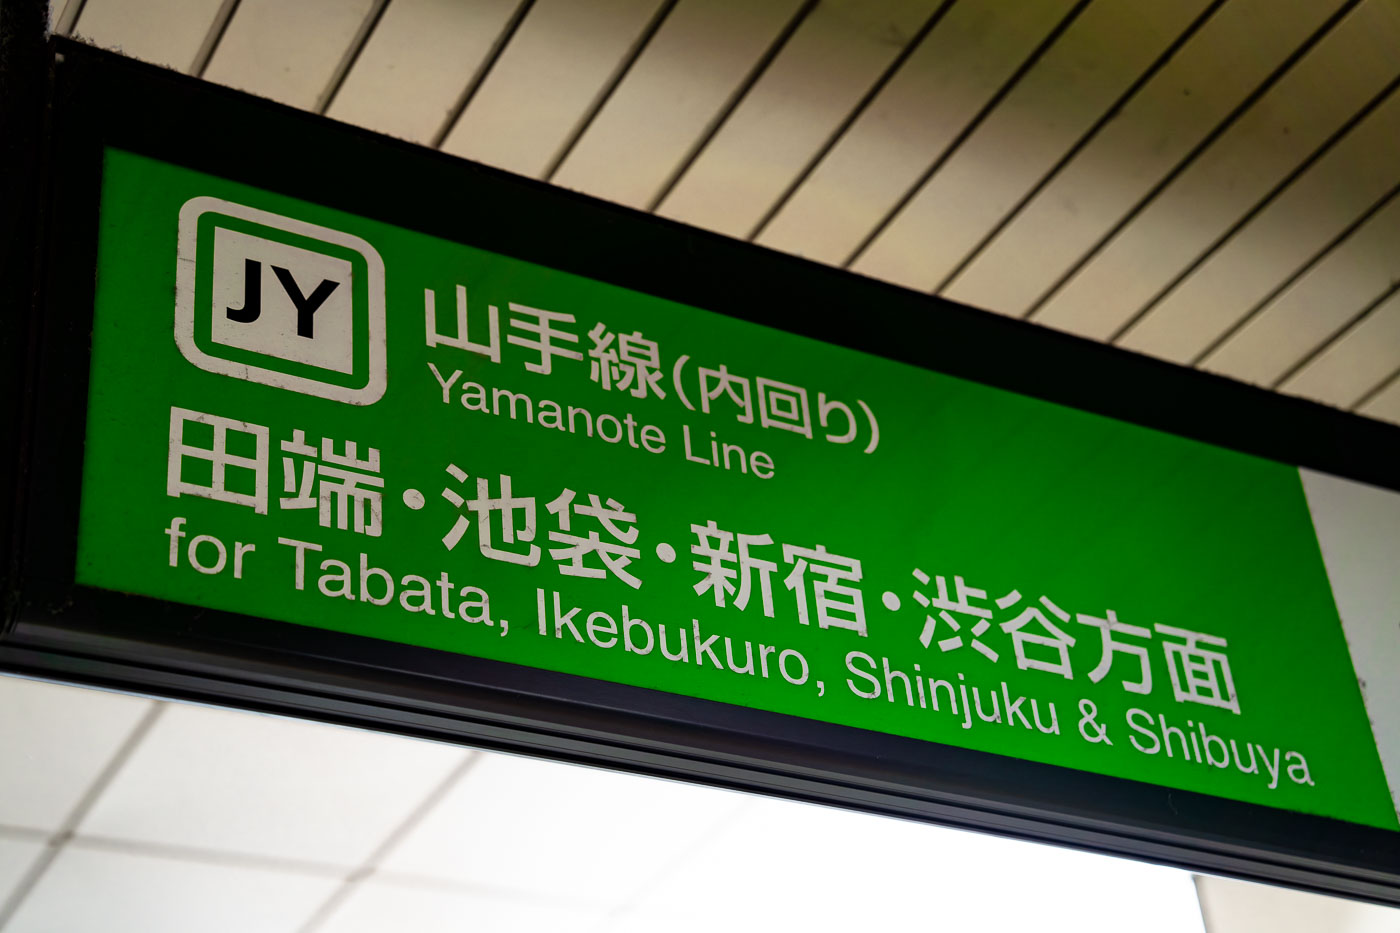 JY
山手線(内回り)
Yamanote Line
田端・池袋・新宿・渋谷方面
for Tabata, Ikebukuro, Shinjuku & Shibuya